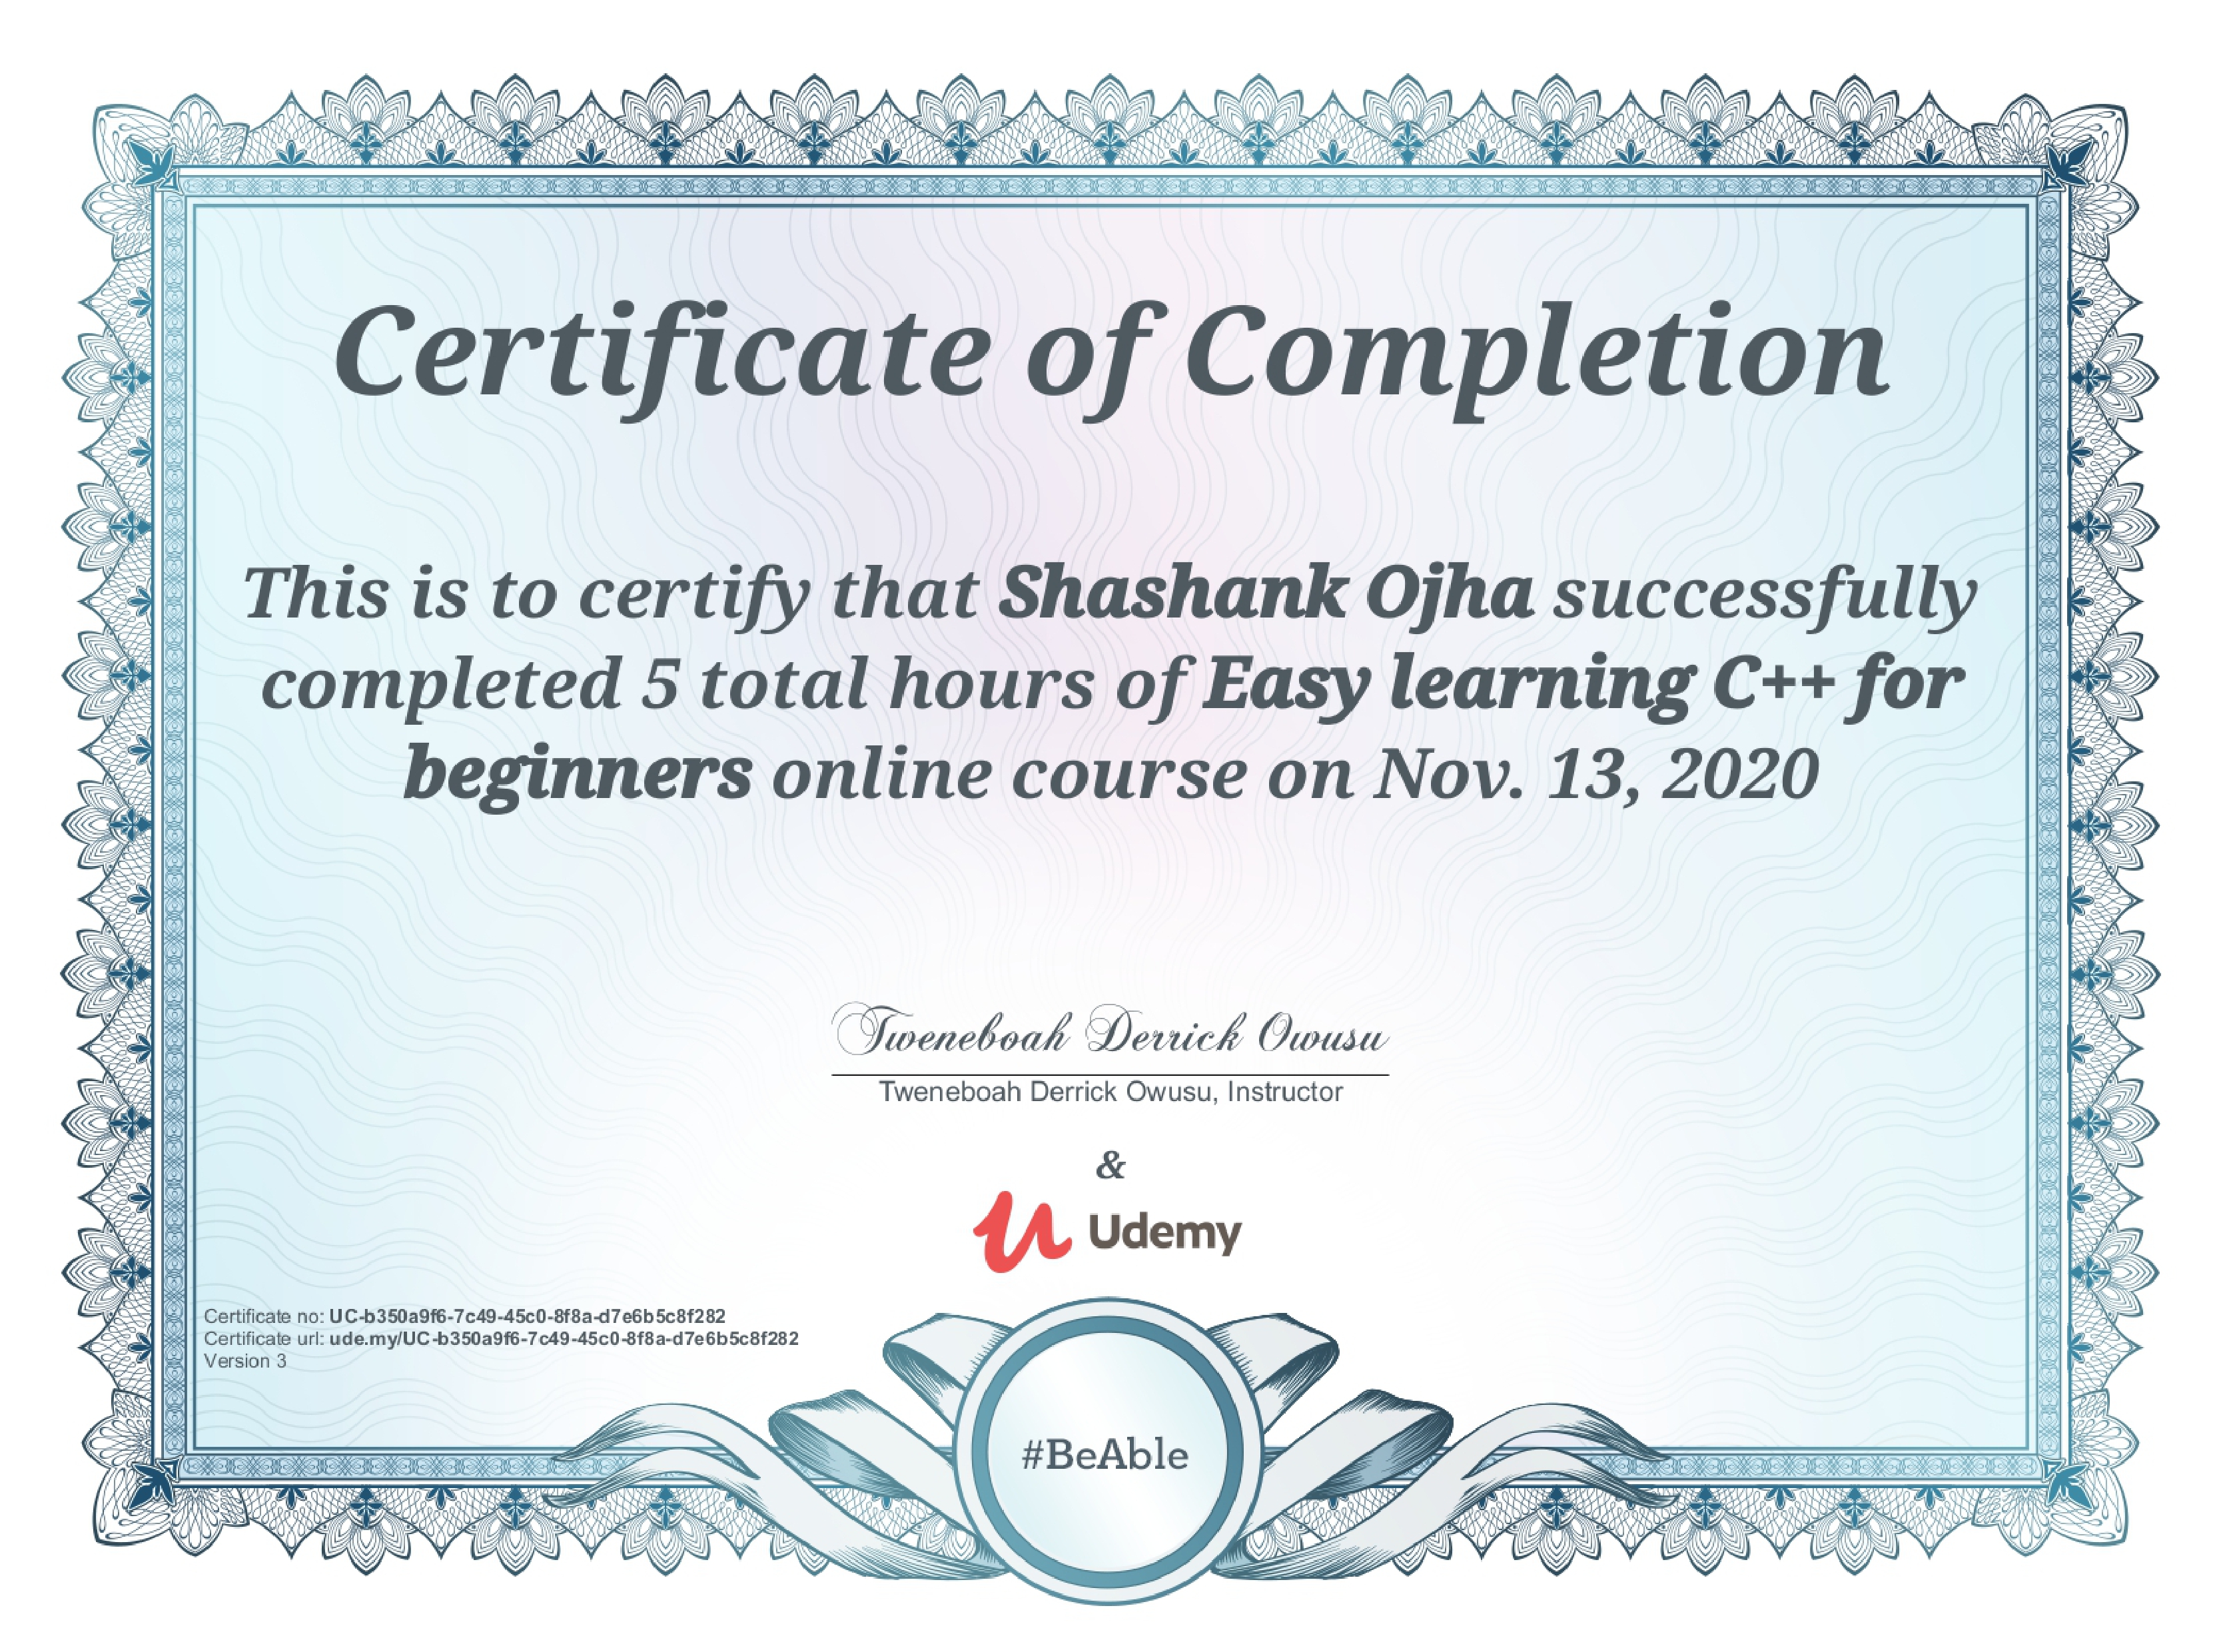 Certificate of Completion
This is to certify that Shashank Ojha successfully
completed 5 total hours of Easy learning C++ for
beginners online course on Nov. 13, 2020
Tweneboah Derrick Owusu
Tweneboah Derrick Owusu, Instructor
&
Udemy
Certificate no: UC-b350a9f6-7c49-45c0-8f8a-d7e6b5c8f282
Certificate url: ude.my/UC-b350a9f6-7c49-45c0-8f8a-d7e6b5c8f282
Version 3
#BeAble